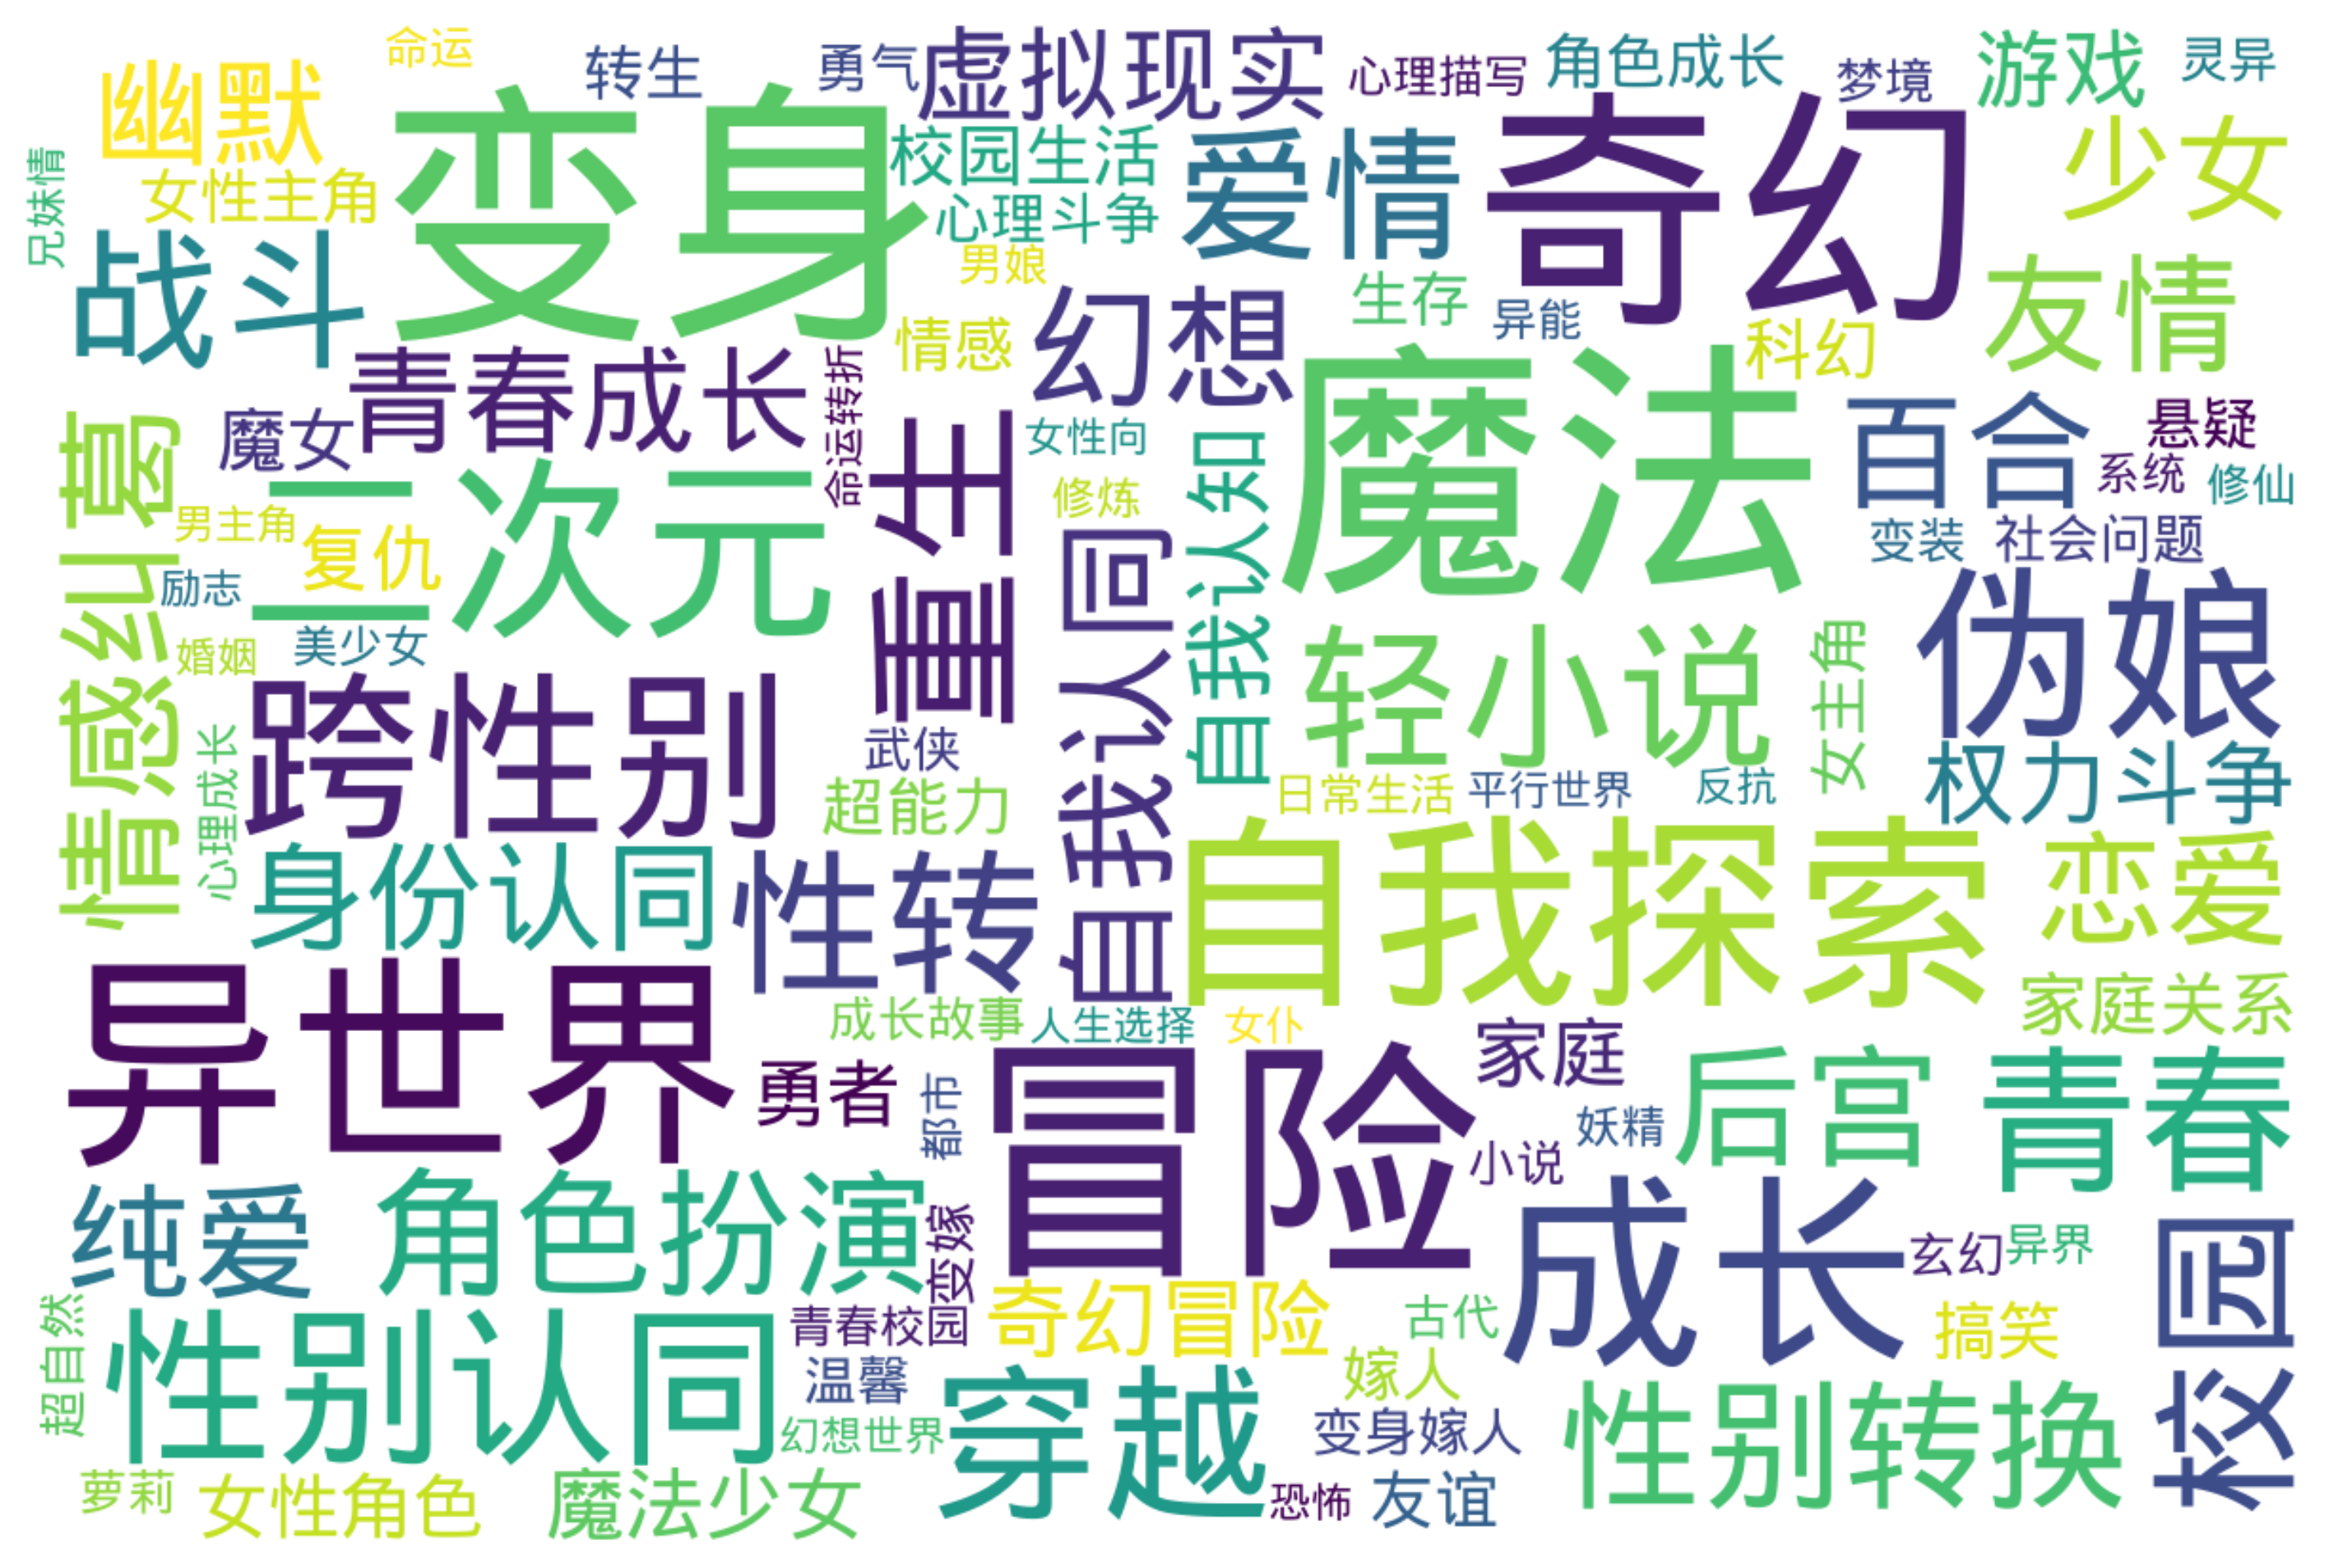 命运
转生
勇气
虚拟现实
心理描写
角色成长
梦境
游戏
灵异
幽默
变身
校园生活
爱情
奇幻
少女
兄妹情
女性主角
心理斗争
战斗
男娘
幻想
生存
异能
科幻
友情
情感
青春成长
命运转折
魔法
魔女
重生
女性向
自我认知
百合
悬疑
系统
修仙
情感纠葛
二次元
男主角
复仇
修炼
自我认同
变装
社会问题
励志
美少女
婚姻
轻小说
女主角
伪娘
跨性别
武侠
超能力
日常生活
平行世界
反抗
权力斗争
心理成长
身份认同
性转
自我探索
恋爱
异世界
成长故事
人生选择
女仆
家庭
家庭关系
勇者
都市
冒险
妖精
后宫
青春
小说
纯爱
角色扮演
变嫁
成长
玄幻
异界
校园
超自然
性别认同
青春校园
奇幻冒险
古代
搞笑
温馨
嫁人
幻想世界
穿越
变身嫁人
性别转换
萝莉
女性角色
魔法少女
恐怖
友谊